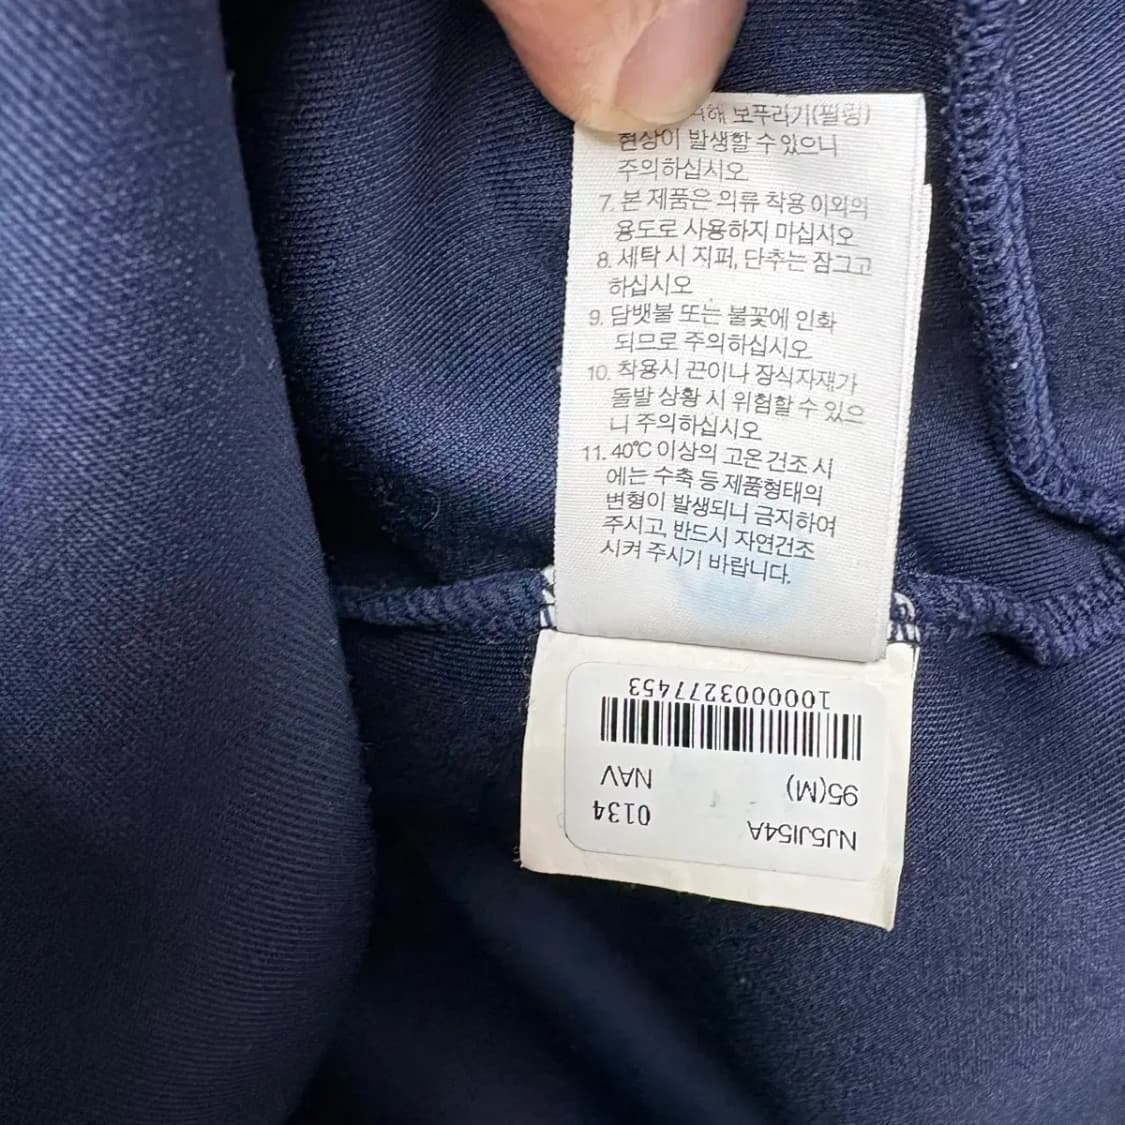 보푸라기(필링)
현상이 발생할 수 있으니
주의하십시오
7. 본 제품은 의류 착용 이외의
용도로 사용하지 마십시오
8. 세탁 시 지퍼, 단추는 잠그고
하십시오
9. 담뱃불 또는 불꽃에 인화
되므로 주의하십시오
10. 착용시 끈이나 장식자재가
돌발 상황 시 위험할 수 있으
니 주의하십시오
11. 40℃ 이상의 고온 건조 시
에는 수축 등 제품형태의
변형이 발생되니 금지하여
주시고, 반드시 자연건조
시켜 주시기 바랍니다.
NJ5JI54A 0134
95(M) NAV
1000003277453